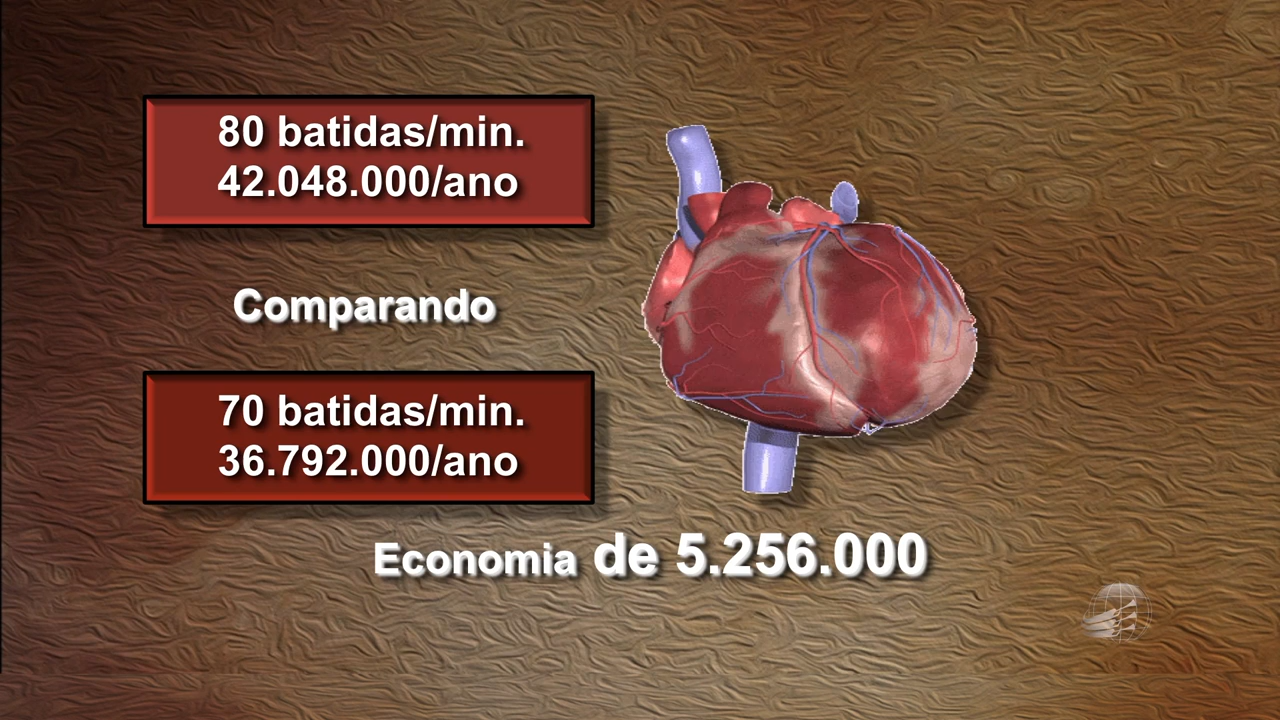 80 batidas/min.
42.048.000/ano
Comparando
70 batidas/min.
36.792.000/ano
Economia de 5.256.000